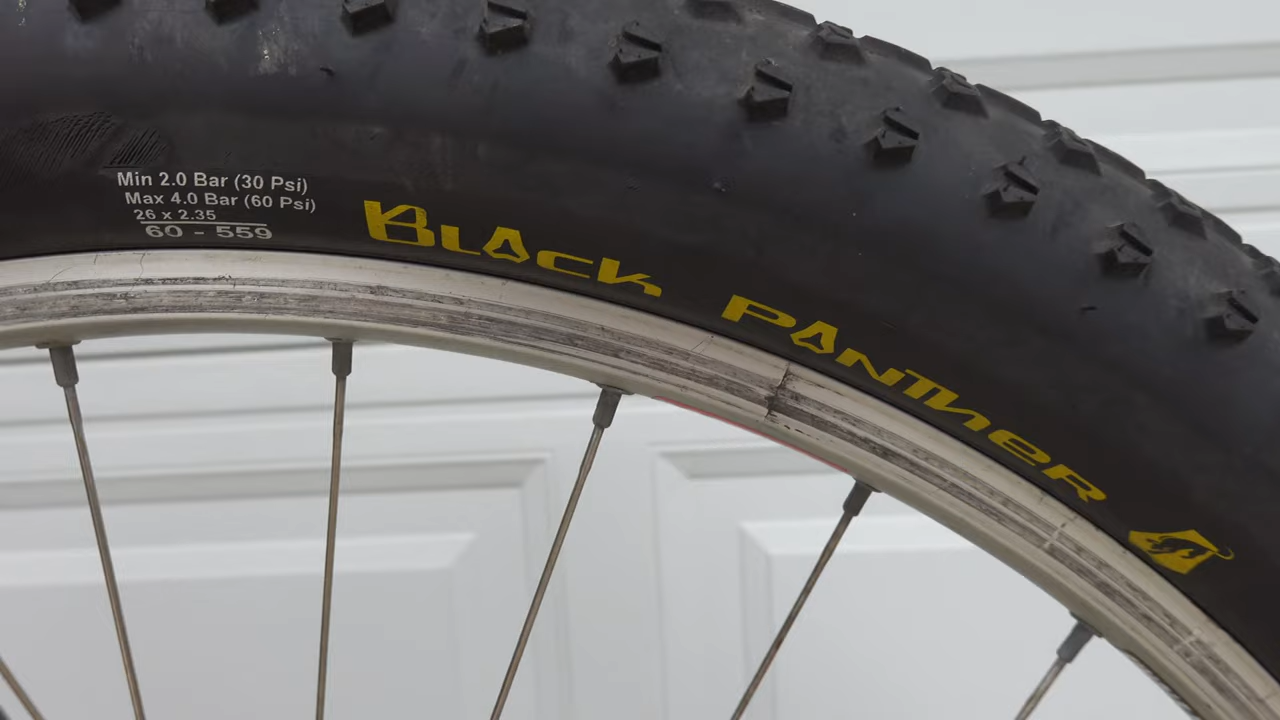 Min 2.0 Bar (30 Psi)
Max 4.0 Bar (60 Psi)
26 x 2.35
60 - 559
BLACK PANTHER